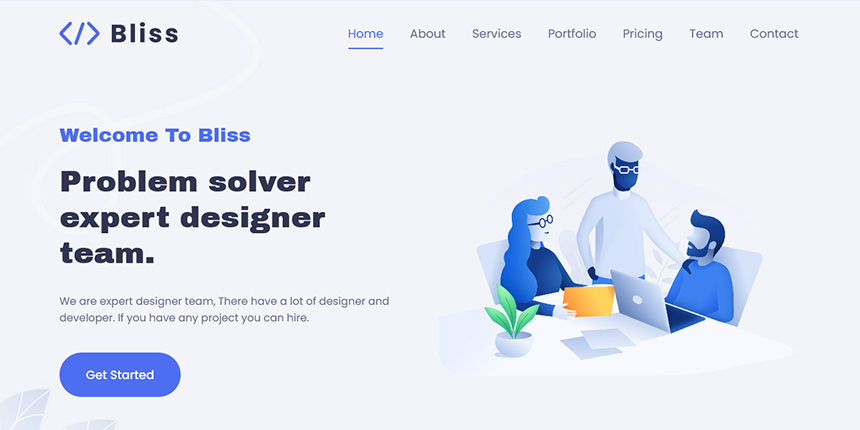 </> Bliss
Home About Services Portfolio Pricing Team Contact
Welcome To Bliss
Problem solver
expert designer
team.
We are expert designer team, There have a lot of designer and
developer. If you have any project you can hire.
Get Started